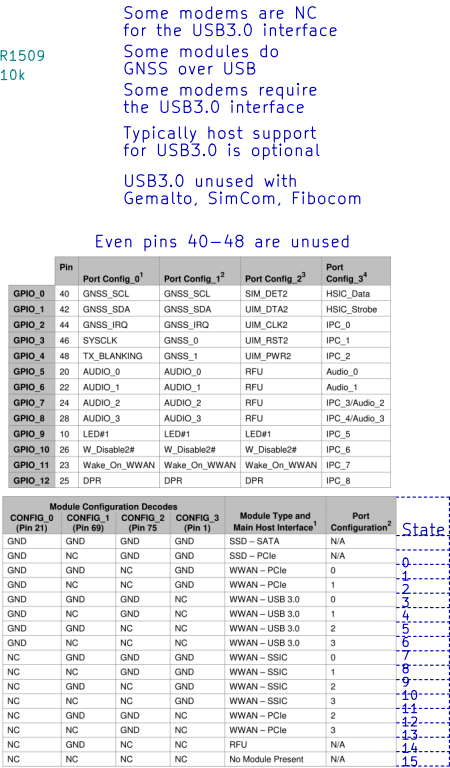 Some modems are NC
for the USB3.0 interface
R1509
10k
Some modules do
GNSS over USB
Some modems require
the USB3.0 interface
Typically host support
for USB3.0 is optional
USB3.0 unused with
Gemalto, SimCom, Fibocom
Even pins 40–48 are unused
Pin Port Config_0¹ Port Config_1² Port Config_2³ Port Config_3⁴
GPIO_0 40 GNSS_SCL GNSS_SCL SIM_DET2 HSIC_Data
GPIO_1 42 GNSS_SDA GNSS_SDA UIM_DTA2 HSIC_Strobe
GPIO_2 44 GNSS_IRQ GNSS_IRQ UIM_CLK2 IPC_0
GPIO_3 46 SYSCLK GNSS_0 UIM_RST2 IPC_1
GPIO_4 48 TX_BLANKING GNSS_1 UIM_PWR2 IPC_2
GPIO_5 20 AUDIO_0 AUDIO_0 RFU Audio_0
GPIO_6 22 AUDIO_1 AUDIO_1 RFU Audio_1
GPIO_7 24 AUDIO_2 AUDIO_2 RFU IPC_3/Audio_2
GPIO_8 28 AUDIO_3 AUDIO_3 RFU IPC_4/Audio_3
GPIO_9 10 LED#1 LED#1 LED#1 IPC_5
GPIO_10 26 W_Disable2# W_Disable2# W_Disable2# IPC_6
GPIO_11 23 Wake_On_WWAN Wake_On_WWAN Wake_On_WWAN IPC_7
GPIO_12 25 DPR DPR DPR IPC_8
Module Configuration Decodes
CONFIG_0 (Pin 21) CONFIG_1 (Pin 69) CONFIG_2 (Pin 75) CONFIG_3 (Pin 1) Module Type and Main Host Interface¹ Port Configuration² State
GND GND GND GND SSD – SATA N/A
GND NC GND GND SSD – PCIe N/A 0
GND GND NC GND WWAN – PCIe 0 1
GND NC NC GND WWAN – PCIe 1 2
GND GND GND NC WWAN – USB 3.0 0 3
GND NC GND NC WWAN – USB 3.0 1 4
GND GND NC NC WWAN – USB 3.0 2 5
GND NC NC NC WWAN – USB 3.0 3 6
NC GND GND GND WWAN – SSIC 0 7
NC NC GND GND WWAN – SSIC 1 8
NC GND NC GND WWAN – SSIC 2 9
NC NC NC GND WWAN – SSIC 3 10
NC GND GND NC WWAN – PCIe 2 11
12
NC NC GND NC WWAN – PCIe 3 13
NC GND NC NC RFU N/A 14
NC NC NC NC No Module Present N/A 15